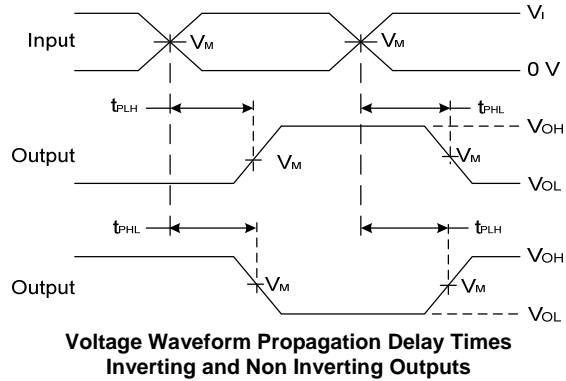 VI
Input VM VM
0 V
tPLH tPHL
VOH
Output VM VM
VOL
tPHL tPLH
VOH
VM VM
Output
VOL
Voltage Waveform Propagation Delay Times
Inverting and Non Inverting Outputs